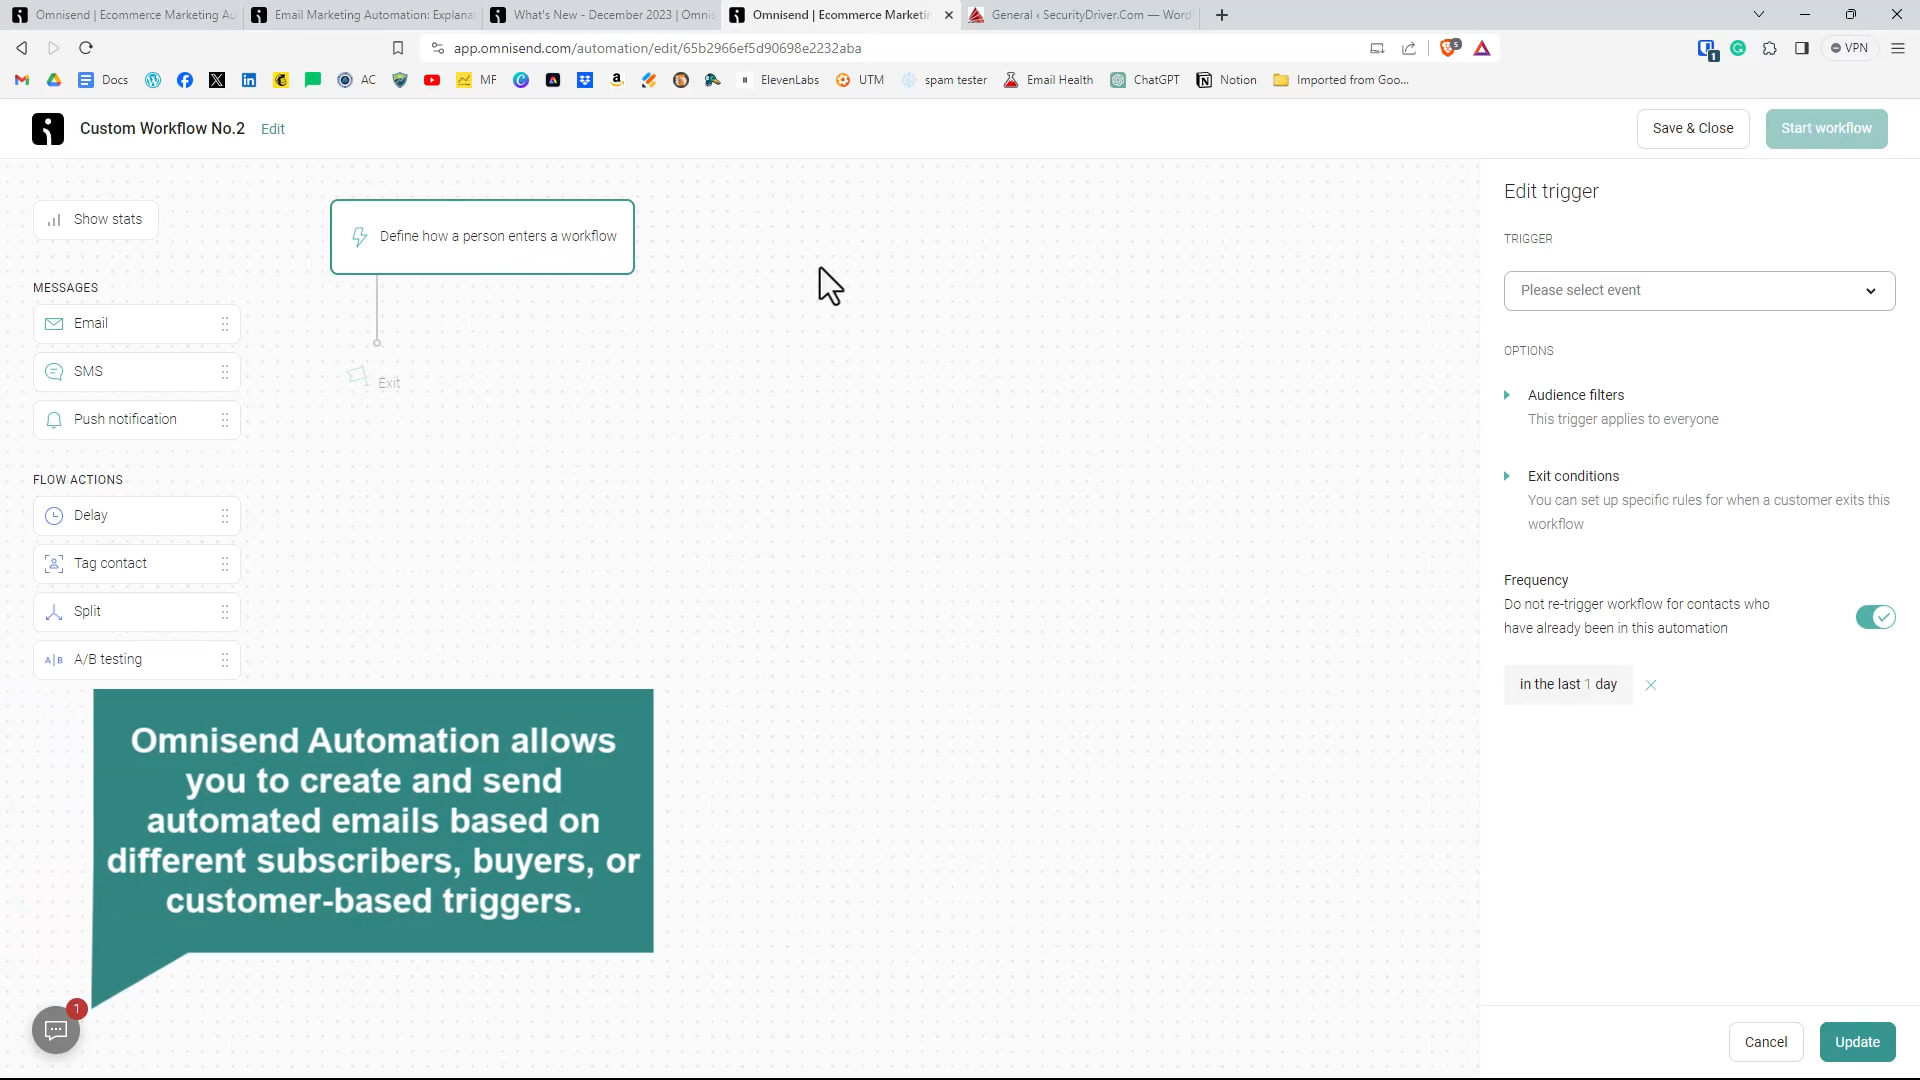 Omnisend | Ecommerce Marketing Au
Email Marketing Automation: Explanat
What's New - December 2023 | Omnis
Omnisend | Ecommerce Marketin
General ‹ SecurityDriver.Com — Word
app.omnisend.com/automation/edit/65b2966ef5d90698e2232aba
5
1
VPN
Docs
AC
MF
ElevenLabs
UTM
spam tester
Email Health
ChatGPT
Notion
Imported from Goo...
Custom Workflow No.2
Edit
Save & Close
Start workflow
Show stats
MESSAGES
Email
SMS
Push notification
FLOW ACTIONS
Delay
Tag contact
Split
A|B A/B testing
Define how a person enters a workflow
Exit
Omnisend Automation allows
you to create and send
automated emails based on
different subscribers, buyers, or
customer-based triggers.
1
Edit trigger
TRIGGER
Please select event
OPTIONS
Audience filters
This trigger applies to everyone
Exit conditions
You can set up specific rules for when a customer exits this
workflow
Frequency
Do not re-trigger workflow for contacts who
have already been in this automation
in the last 1 day
Cancel
Update